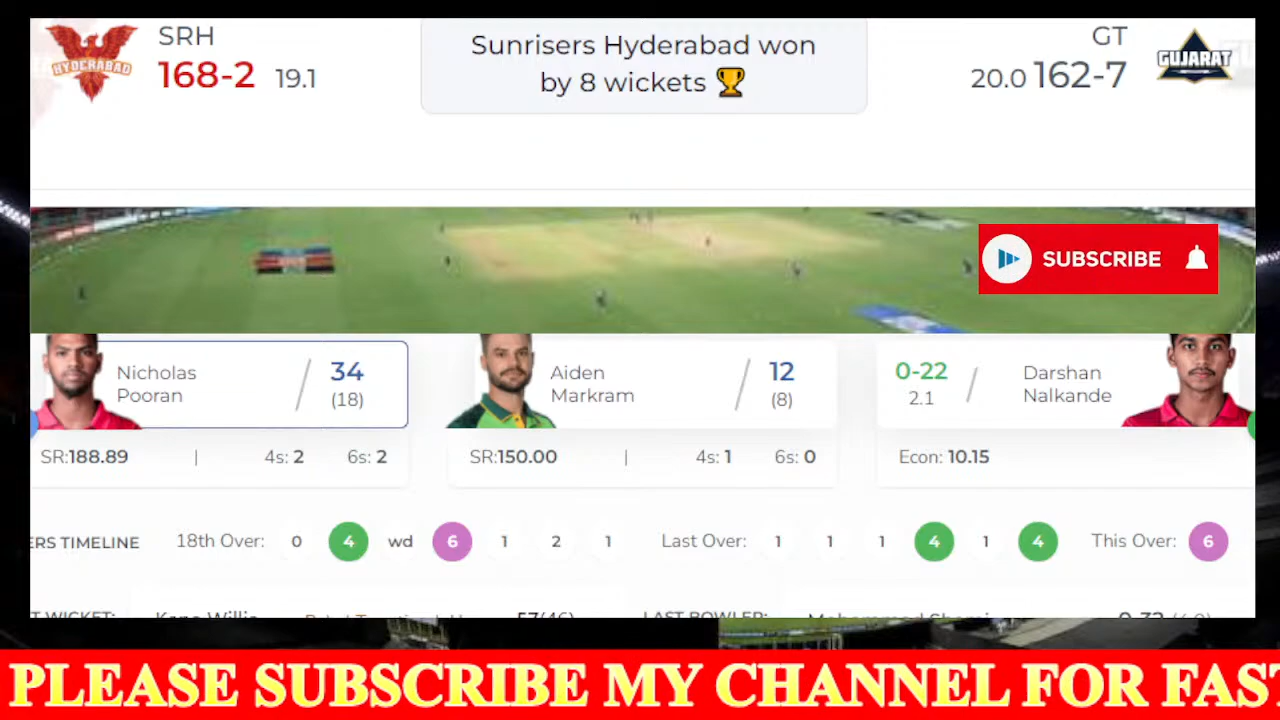 SRH
168-2 19.1
HYDERABAD
Sunrisers Hyderabad won
by 8 wickets 🏆
GT
20.0 162-7
GUJARAT
SUBSCRIBE
Nicholas
Pooran
34
(18)
SR:188.89 | 4s: 2 6s: 2
Aiden
Markram
12
(8)
SR:150.00 | 4s: 1 6s: 0
0-22
2.1
Darshan
Nalkande
Econ: 10.15
ERS TIMELINE 18th Over: 0 4 wd 6 1 2 1 Last Over: 1 1 1 4 1 4 This Over: 6
PLEASE SUBSCRIBE MY CHANNEL FOR FAST